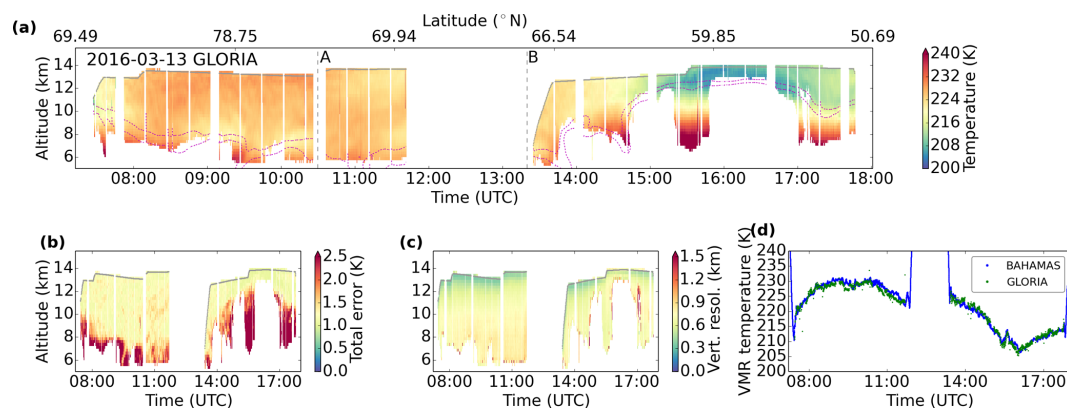 Latitude (°N)
(a)
69.49 78.75 69.94 66.54 59.85 50.69
2016-03-13 GLORIA
A
B
Altitude (km)
14
12
10
8
6
08:00 09:00 10:00 11:00 12:00 13:00 14:00 15:00 16:00 17:00 18:00
Time (UTC)
240
232
224
216
208
200
Temperature (K)
(b)
Altitude (km)
14
12
10
8
6
08:00 11:00 14:00 17:00
Time (UTC)
2.5
2.0
1.5
1.0
0.5
0.0
Total error (K)
(c)
14
12
10
8
6
08:00 11:00 14:00 17:00
Time (UTC)
1.5
1.2
0.9
0.6
0.3
0.0
Vert. resol. (km)
(d)
VMR temperature (K)
240
235
230
225
220
215
210
205
200
BAHAMAS
GLORIA
08:00 11:00 14:00 17:00
Time (UTC)